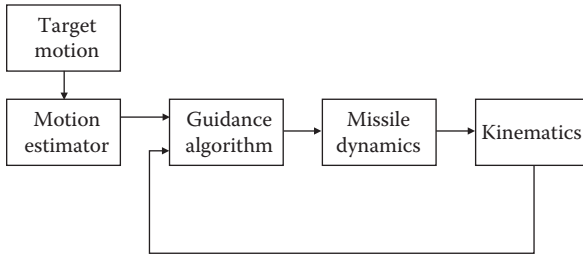 Target
motion
Motion
estimator
Guidance
algorithm
Missile
dynamics
Kinematics